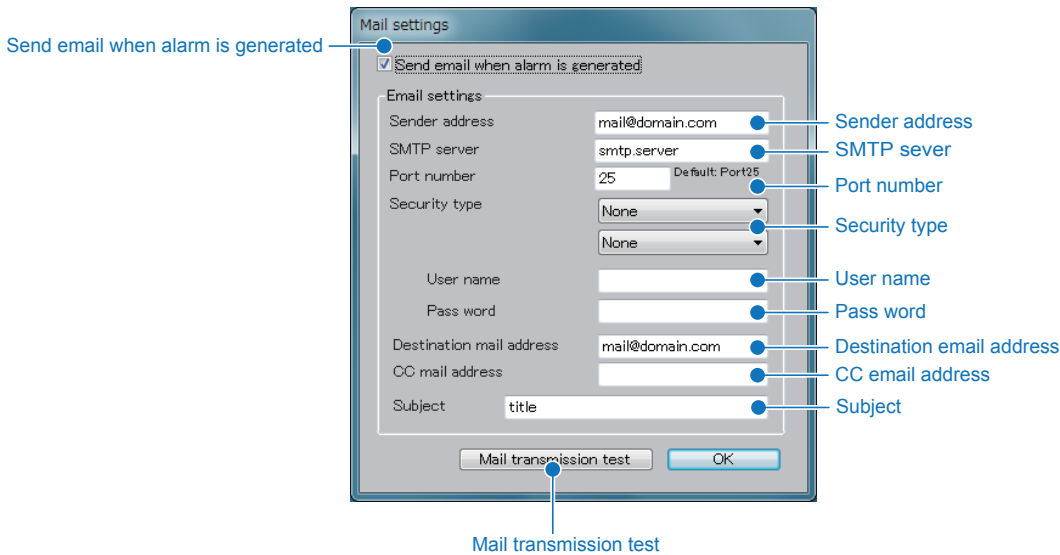 Mail settings
Send email when alarm is generated
Send email when alarm is generated
Email settings
Sender address mail@domain.com Sender address
SMTP server smtp.server SMTP sever
Port number 25 Default: Port25 Port number
Security type None Security type
None
User name User name
Pass word Pass word
Destination mail address mail@domain.com Destination email address
CC mail address CC email address
Subject title Subject
Mail transmission test OK
Mail transmission test